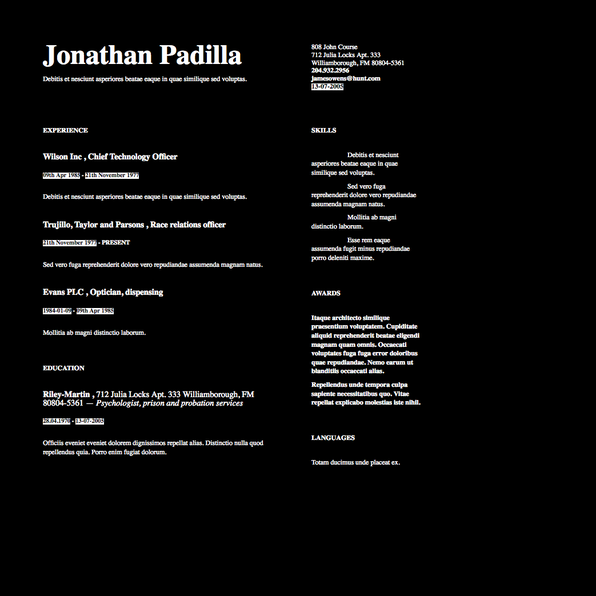 Jonathan Padilla
Debitis et nesciunt asperiores beatae eaque in quae similique sed voluptas.
808 John Course
712 Julia Locks Apt. 333
Williamborough, FM 80804-5361
204.932.2956
jamesowens@hunt.com
13-07-2005
EXPERIENCE
Wilson Inc , Chief Technology Officer
09th Apr 1985 - 21th November 1977
Debitis et nesciunt asperiores beatae eaque in quae similique sed voluptas.
Trujillo, Taylor and Parsons , Race relations officer
21th November 1977 - PRESENT
Sed vero fuga reprehenderit dolore vero repudiandae assumenda magnam natus.
Evans PLC , Optician, dispensing
1984-01-09 - 09th Apr 1985
Mollitia ab magni distinctio laborum.
EDUCATION
Riley-Martin , 712 Julia Locks Apt. 333 Williamborough, FM
80804-5361 — Psychologist, prison and probation services
28.04.1970 - 13-07-2005
Officiis eveniet eveniet dolorem dignissimos repellat alias. Distinctio nulla quod
repellendus quia. Porro enim fugiat dolorum.
SKILLS
Debitis et nesciunt
asperiores beatae eaque in quae
similique sed voluptas.
Sed vero fuga
reprehenderit dolore vero repudiandae
assumenda magnam natus.
Mollitia ab magni
distinctio laborum.
Esse rem eaque
assumenda fugit minus repudiandae
porro deleniti maxime.
AWARDS
Itaque architecto similique
praesentium voluptatem. Cupiditate
aliquid reprehenderit beatae eligendi
magnam quam omnis. Occaecati
voluptates fuga fuga error doloribus
quae repudiandae. Nemo earum ut
blanditiis occaecati alias.
Repellendus unde tempora culpa
sapiente necessitatibus quo. Vitae
repellat explicabo molestias iste nihil.
LANGUAGES
Totam ducimus unde placeat ex.